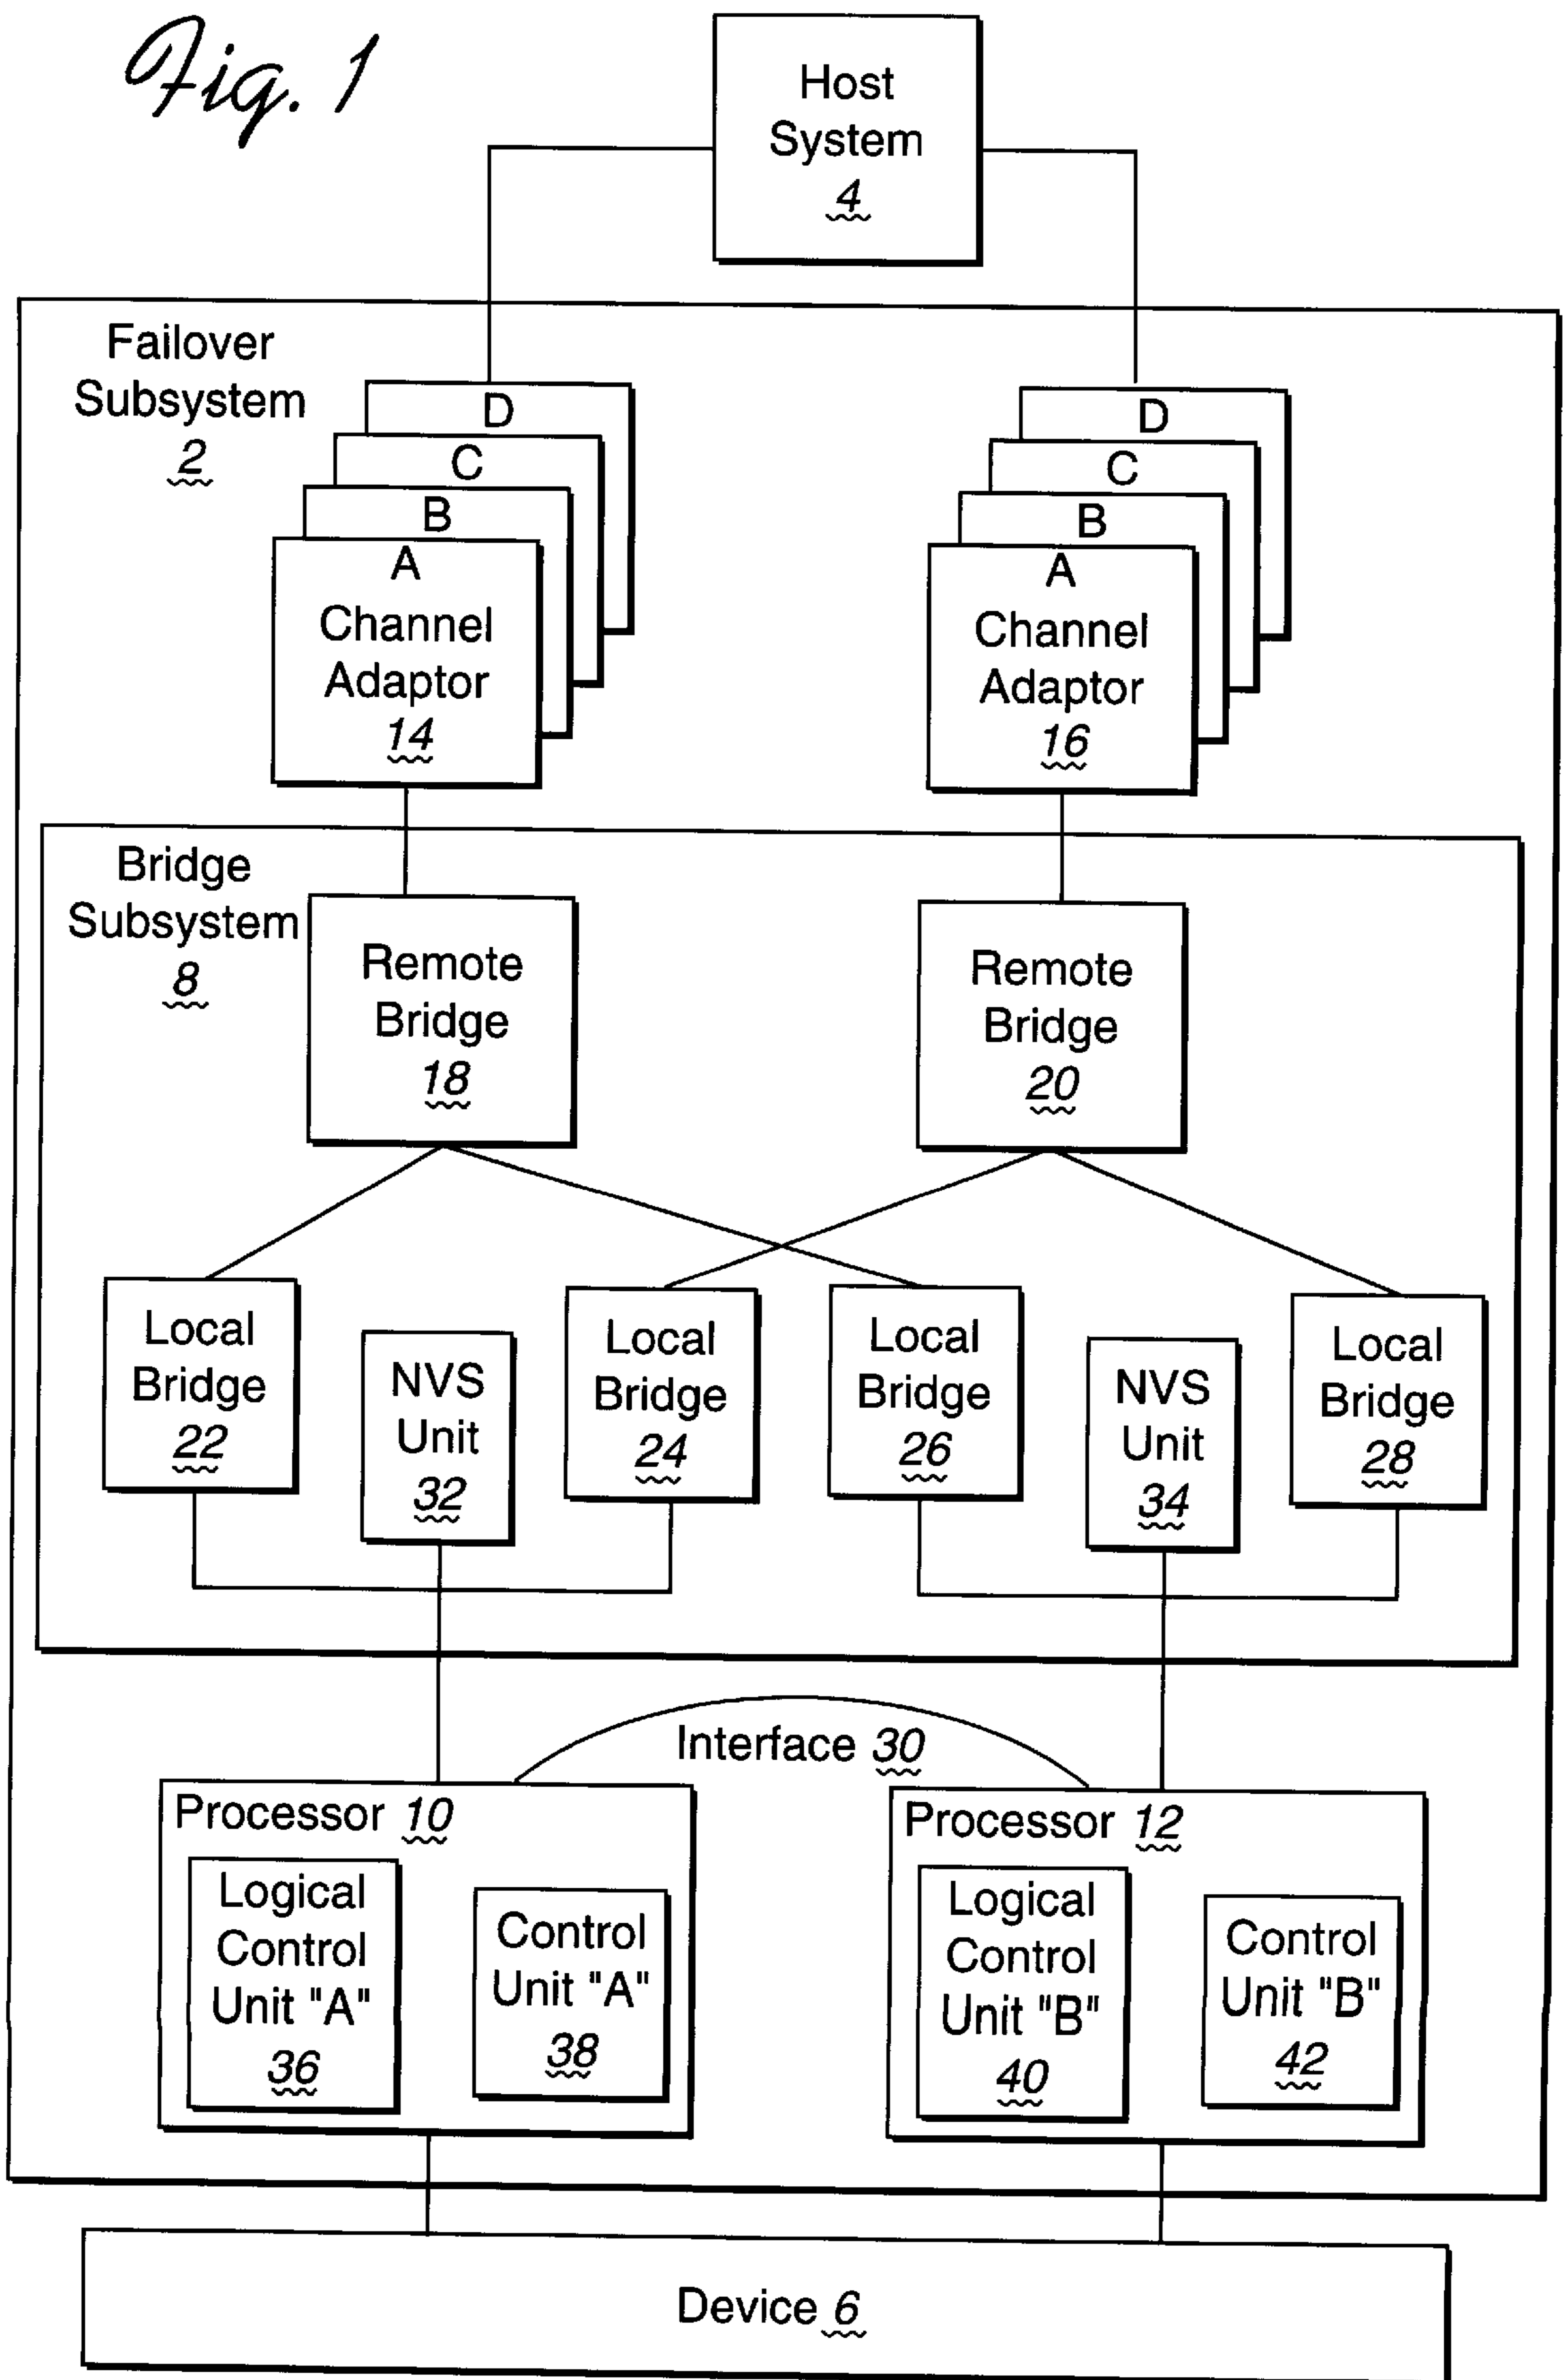 Fig. 1
Host
System
4
Failover
Subsystem
2
D
C
B
A
Channel
Adaptor
14
D
C
B
A
Channel
Adaptor
16
Bridge
Subsystem
8
Remote
Bridge
18
Remote
Bridge
20
Local
Bridge
22
NVS
Unit
32
Local
Bridge
24
Local
Bridge
26
NVS
Unit
34
Local
Bridge
28
Interface 30
Processor 10
Logical
Control
Unit "A"
36
Control
Unit "A"
38
Processor 12
Logical
Control
Unit "B"
40
Control
Unit "B"
42
Device 6